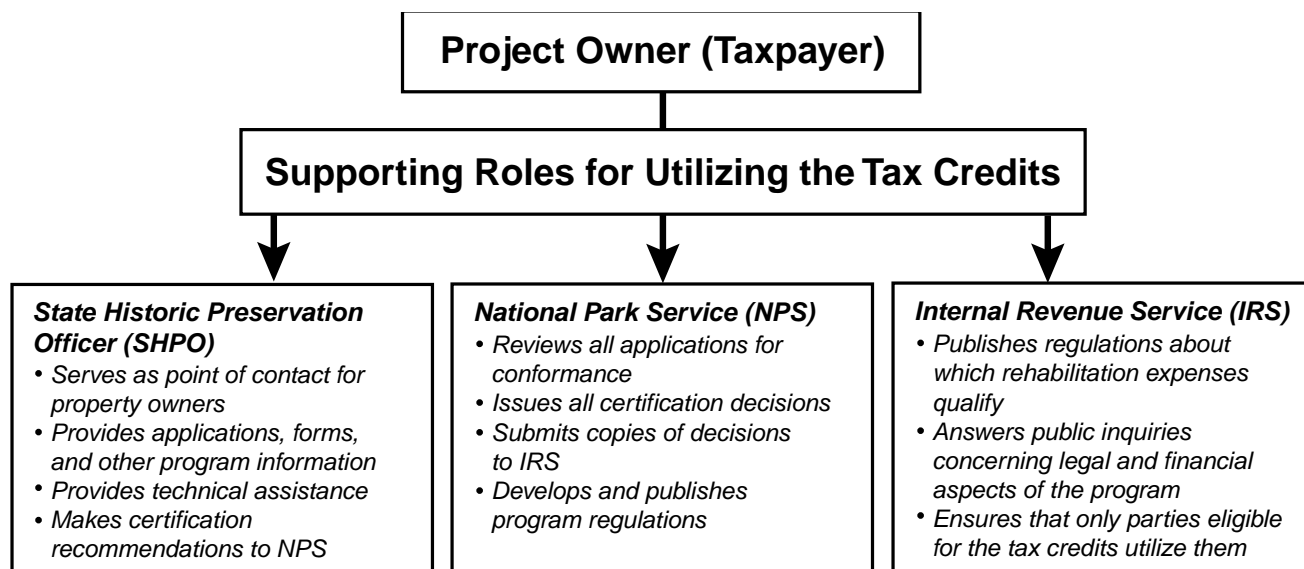 Project Owner (Taxpayer)
Supporting Roles for Utilizing the Tax Credits
State Historic Preservation
Officer (SHPO)
• Serves as point of contact for
property owners
• Provides applications, forms,
and other program information
• Provides technical assistance
• Makes certification
recommendations to NPS
National Park Service (NPS)
• Reviews all applications for
conformance
• Issues all certification decisions
• Submits copies of decisions
to IRS
• Develops and publishes
program regulations
Internal Revenue Service (IRS)
• Publishes regulations about
which rehabilitation expenses
qualify
• Answers public inquiries
concerning legal and financial
aspects of the program
• Ensures that only parties eligible
for the tax credits utilize them